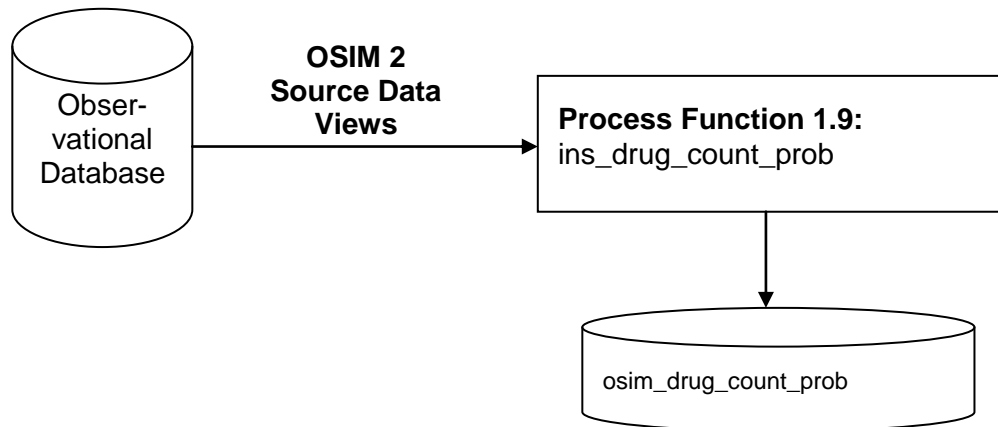 Obser-
vational
Database
OSIM 2
Source Data
Views
Process Function 1.9:
ins_drug_count_prob
osim_drug_count_prob